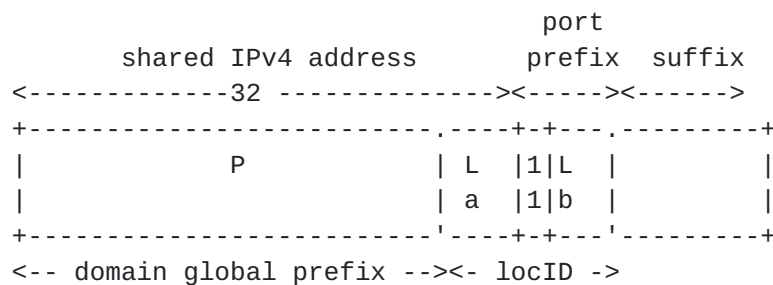 port
        shared IPv4 address               prefix  suffix
<-------------32 ---------------><-----><------>
+---------------------------.----+-+---.---------+
|              P            | L  |1|L  |         |
|                           | a  |1|b  |         |
+---------------------------'----+-+---'---------+
<-- domain global prefix --><- locID ->